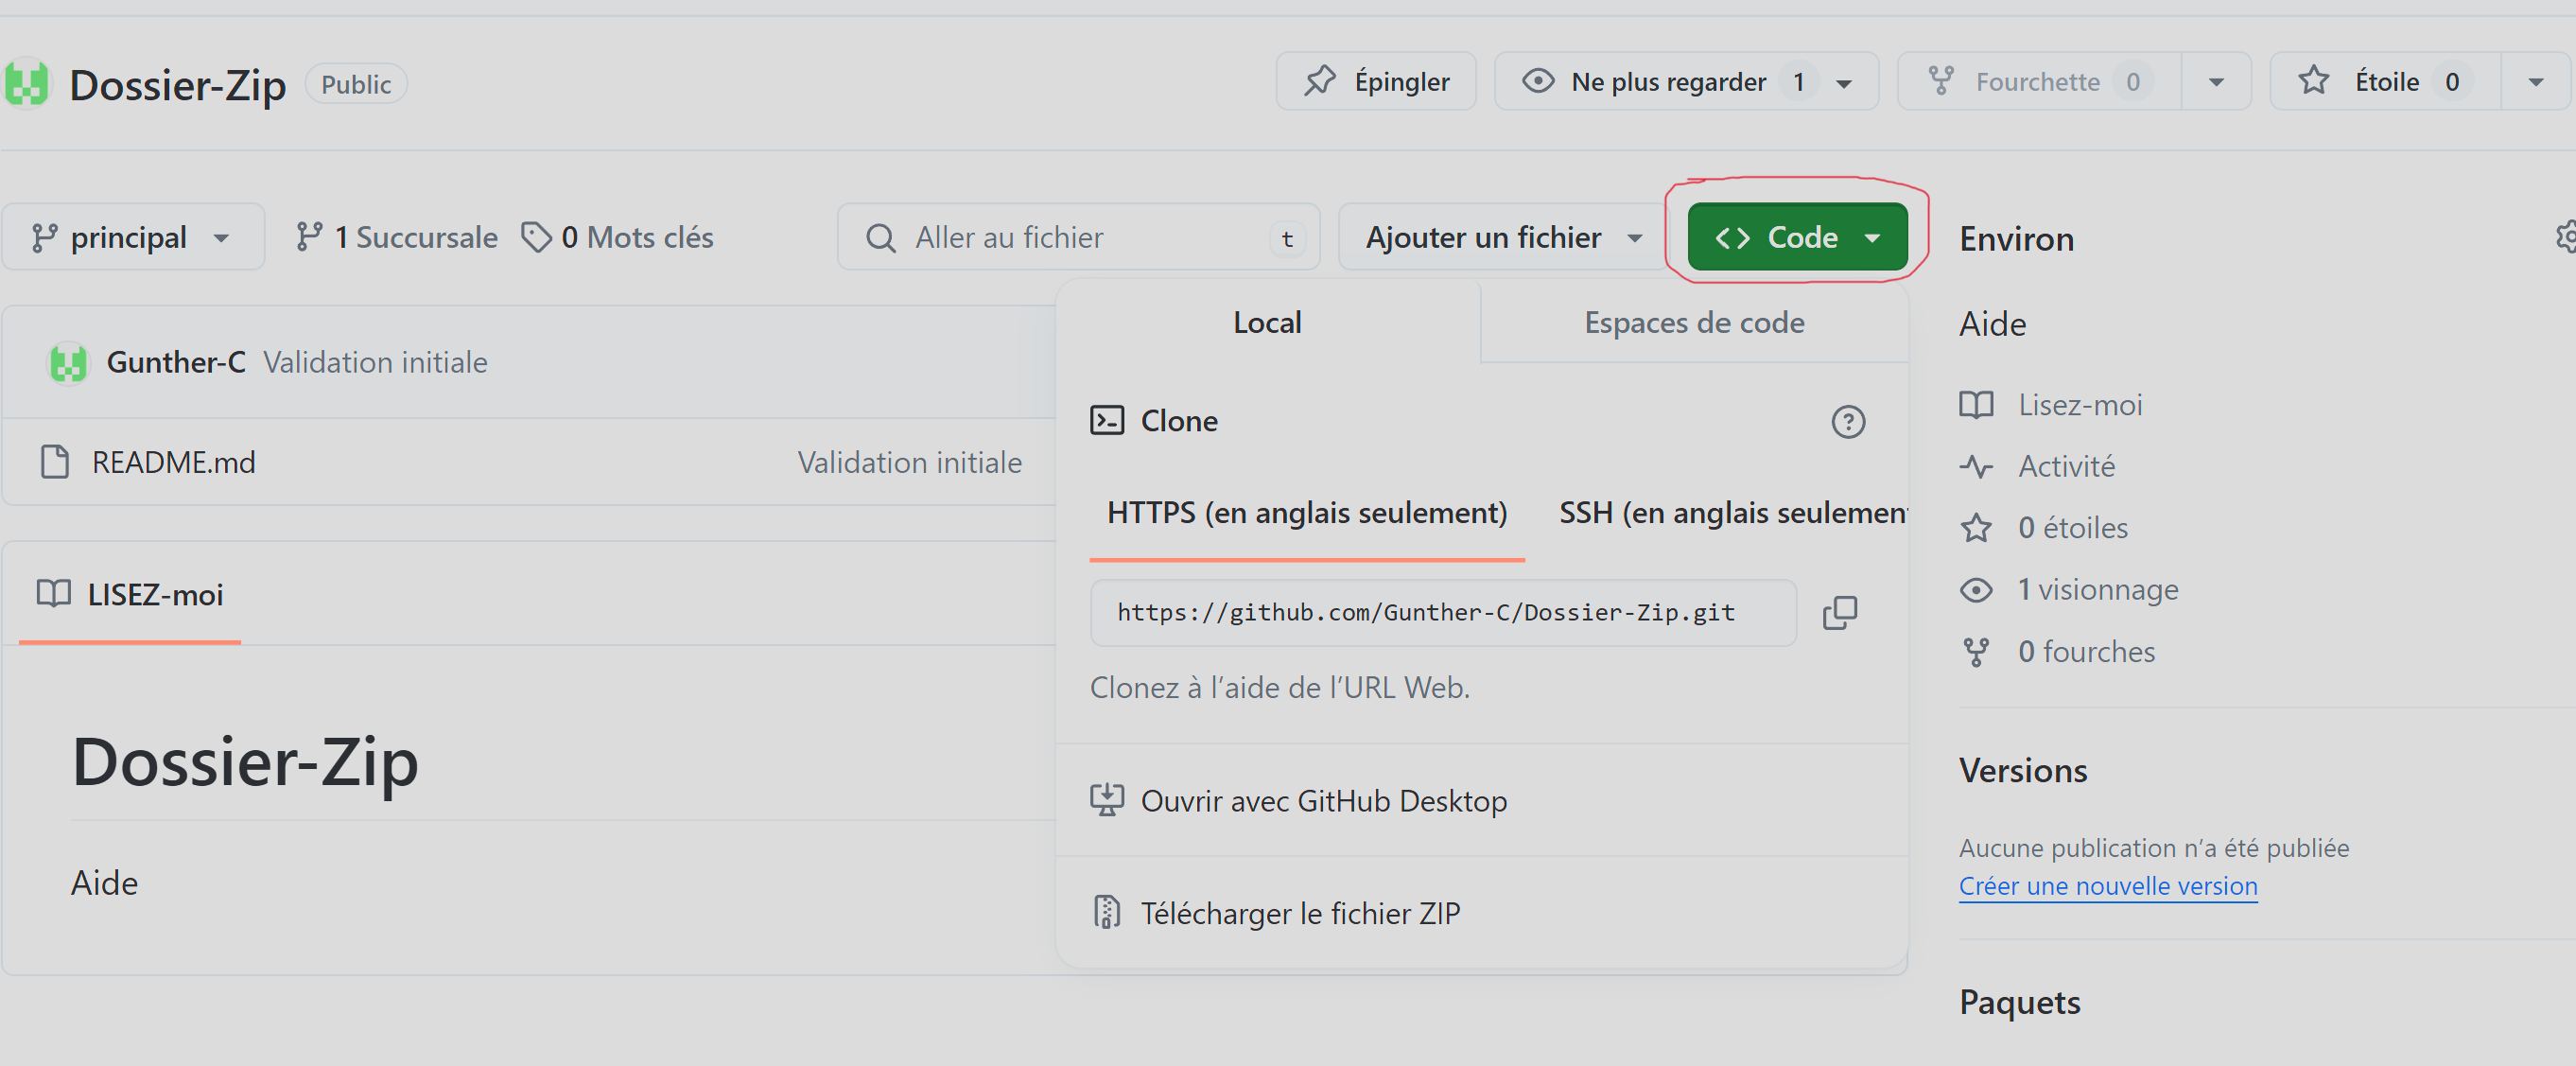 Dossier-Zip Public Épingler Ne plus regarder 1 Fourchette 0 Étoile 0
principal 1 Succursale 0 Mots clés Aller au fichier t Ajouter un fichier <> Code Environ
Local Espaces de code
Aide
Gunther-C Validation initiale
Clone
Lisez-moi
README.md Validation initiale
Activité
HTTPS (en anglais seulement) SSH (en anglais seulemen
0 étoiles
LISEZ-moi
https://github.com/Gunther-C/Dossier-Zip.git
1 visionnage
0 fourches
Clonez à l’aide de l’URL Web.
Dossier-Zip
Versions
Ouvrir avec GitHub Desktop
Aucune publication n’a été publiée
Aide
Créer une nouvelle version
Télécharger le fichier ZIP
Paquets